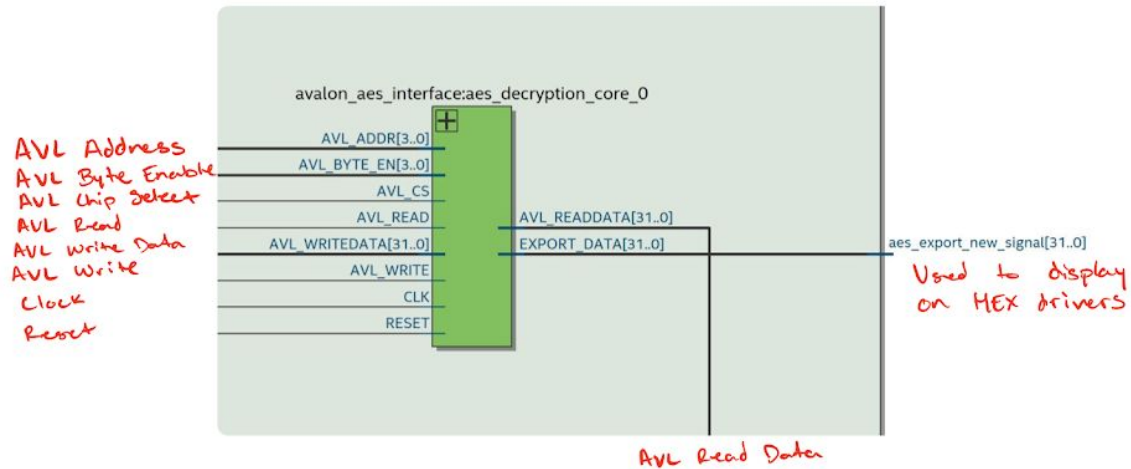 avalon_aes_interface:aes_decryption_core_0
AVL Address
AVL Byte Enable
AVL Chip Select
AVL Read
AVL Write Data
AVL Write
Clock
Reset
AVL_ADDR[3..0]
AVL_BYTE_EN[3..0]
AVL_CS
AVL_READ
AVL_WRITEDATA[31..0]
AVL_WRITE
CLK
RESET
AVL_READDATA[31..0]
EXPORT_DATA[31..0]
aes_export_new_signal[31..0]
Used to display
on HEX drivers
AVL Read Data